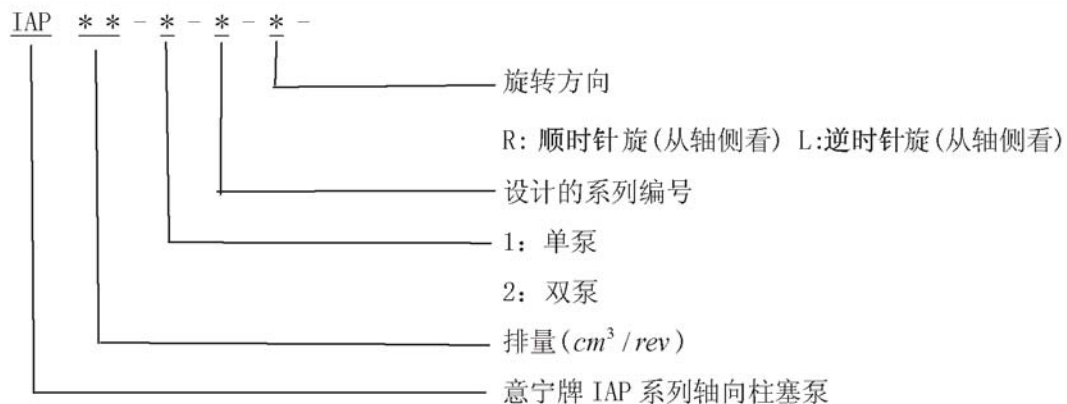 IAP ** - * - * - * -
旋转方向
R: 顺时针旋(从轴侧看) L:逆时针旋(从轴侧看)
设计的系列编号
1: 单泵
2: 双泵
排量(cm³/rev)
意宁牌 IAP 系列轴向柱塞泵